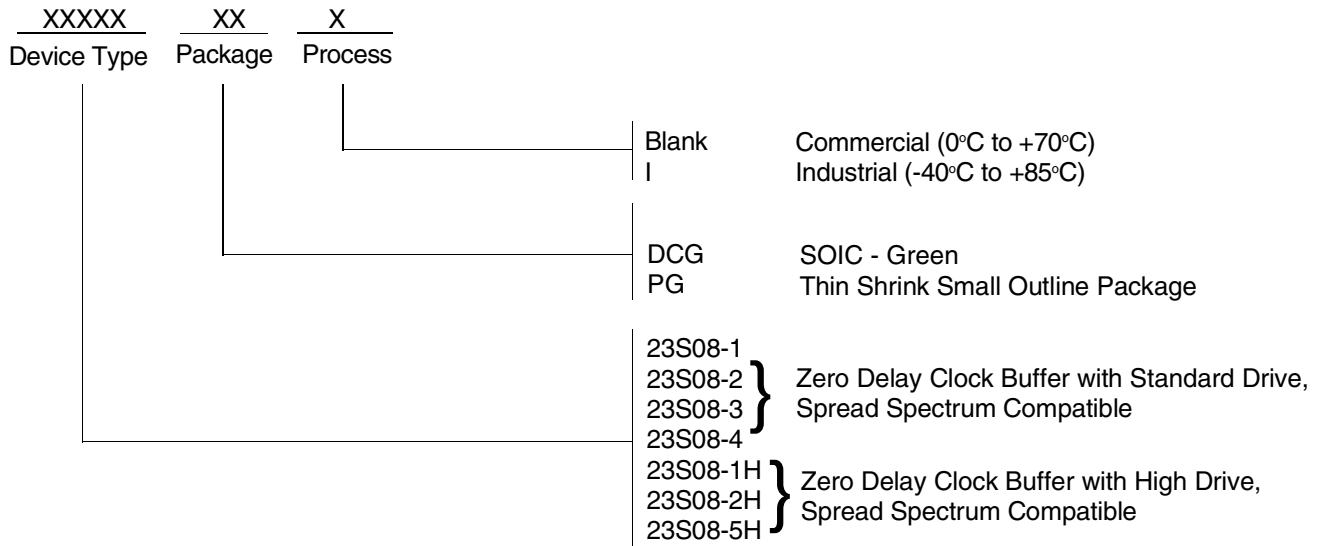 XXXXX XX X
Device Type Package Process
Blank Commercial (0°C to +70°C)
I Industrial (-40°C to +85°C)
DCG SOIC - Green
PG Thin Shrink Small Outline Package
23S08-1
23S08-2
23S08-3
23S08-4
} Zero Delay Clock Buffer with Standard Drive,
Spread Spectrum Compatible
23S08-1H
23S08-2H
23S08-5H
} Zero Delay Clock Buffer with High Drive,
Spread Spectrum Compatible